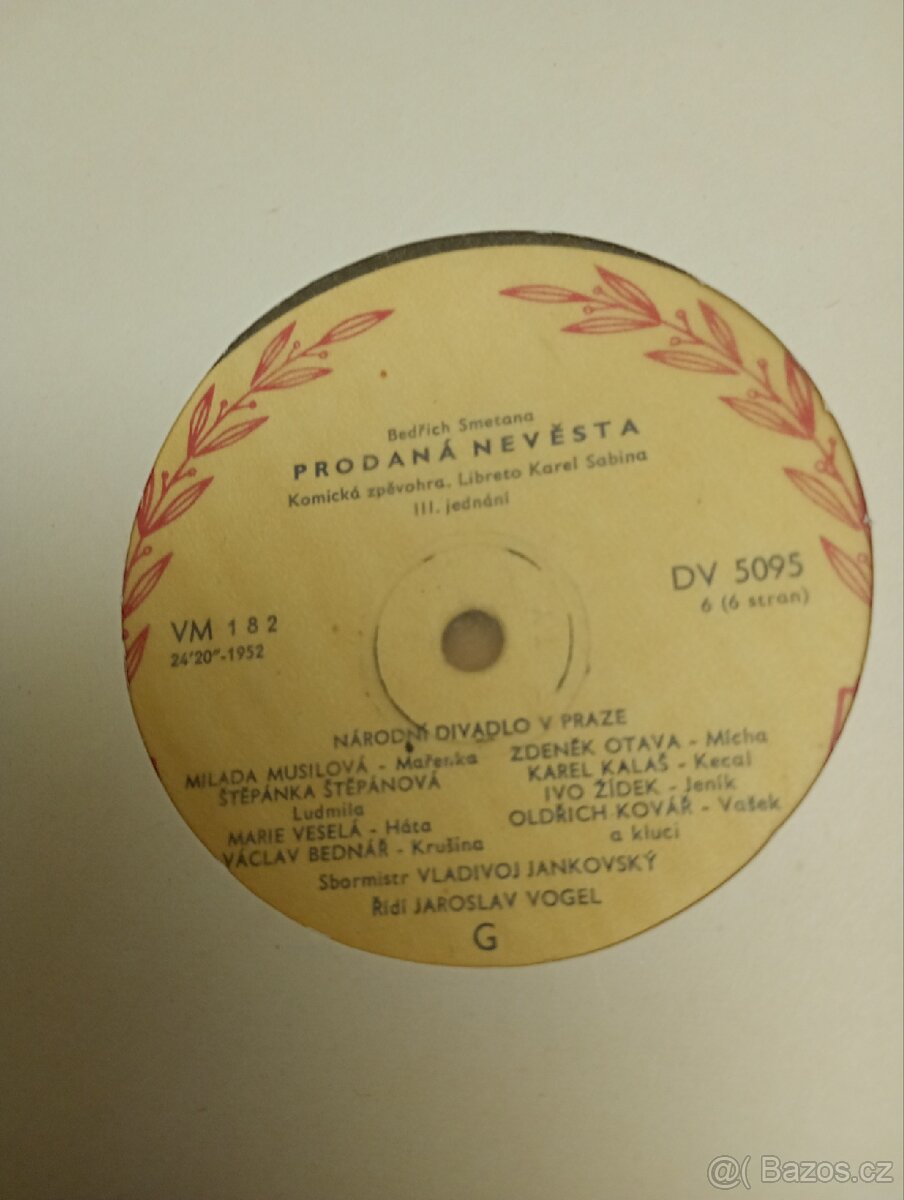 Bedřich Smetana
PRODANÁ NEVĚSTA
Komická zpěvohra. Libreto Karel Sabina
III. jednání
DV 5095
6 (6 stran)
VM 182
24'20"-1952
NÁRODNÍ DIVADLO V PRAZE
MILADA MUSILOVÁ - Mařenka
ŠTĚPÁNKA ŠTĚPÁNOVÁ
Ludmila
MARIE VESELÁ - Háta
VÁCLAV BEDNÁŘ - Krušina
ZDENĚK OTAVA - Mícha
KAREL KALAŠ - Kecal
IVO ŽÍDEK - Jeník
OLDŘICH KOVÁŘ - Vašek
a kluci
Sbormistr VLADIVOJ JANKOVSKÝ
Řídí JAROSLAV VOGEL
G
@( Bazos.cz